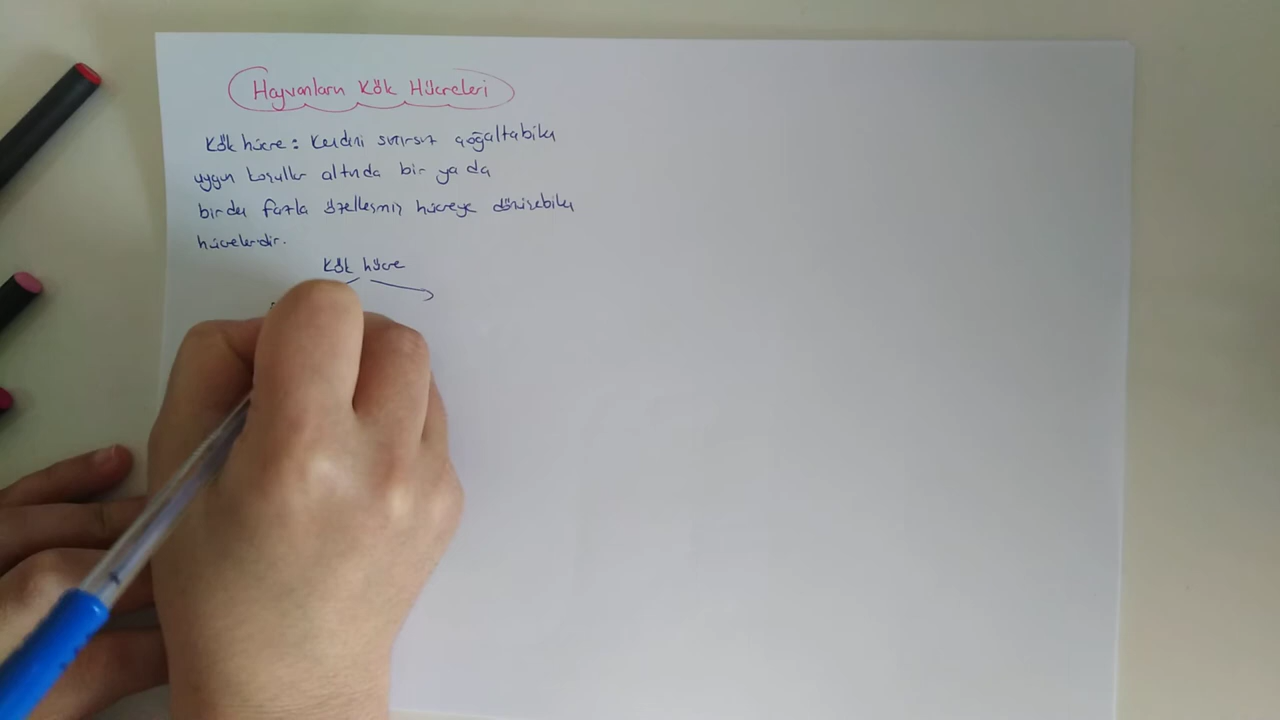 Hayvanların Kök Hücreleri
Kök hücre: Kendini sınırsız çoğaltabilen
uygun koşullar altında bir ya da
birden fazla özelleşmiş hücreye dönüşebilen
hücrelerdir.
Kök hücre